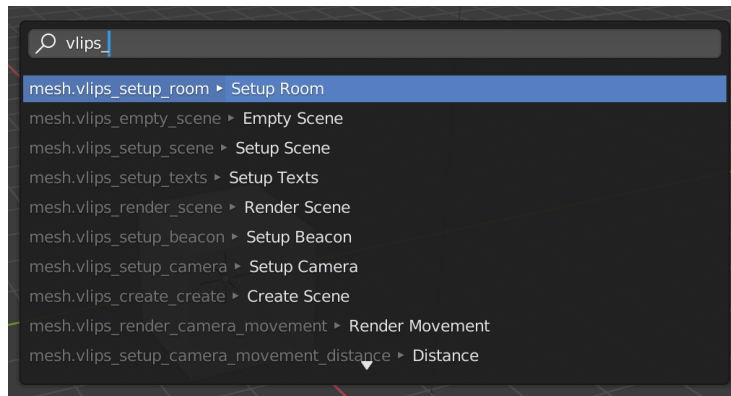 vlips_
mesh.vlips_setup_room ▸ Setup Room
mesh.vlips_empty_scene ▸ Empty Scene
mesh.vlips_setup_scene ▸ Setup Scene
mesh.vlips_setup_texts ▸ Setup Texts
mesh.vlips_render_scene ▸ Render Scene
mesh.vlips_setup_beacon ▸ Setup Beacon
mesh.vlips_setup_camera ▸ Setup Camera
mesh.vlips_create_create ▸ Create Scene
mesh.vlips_render_camera_movement ▸ Render Movement
mesh.vlips_setup_camera_movement_distance ▸ Distance